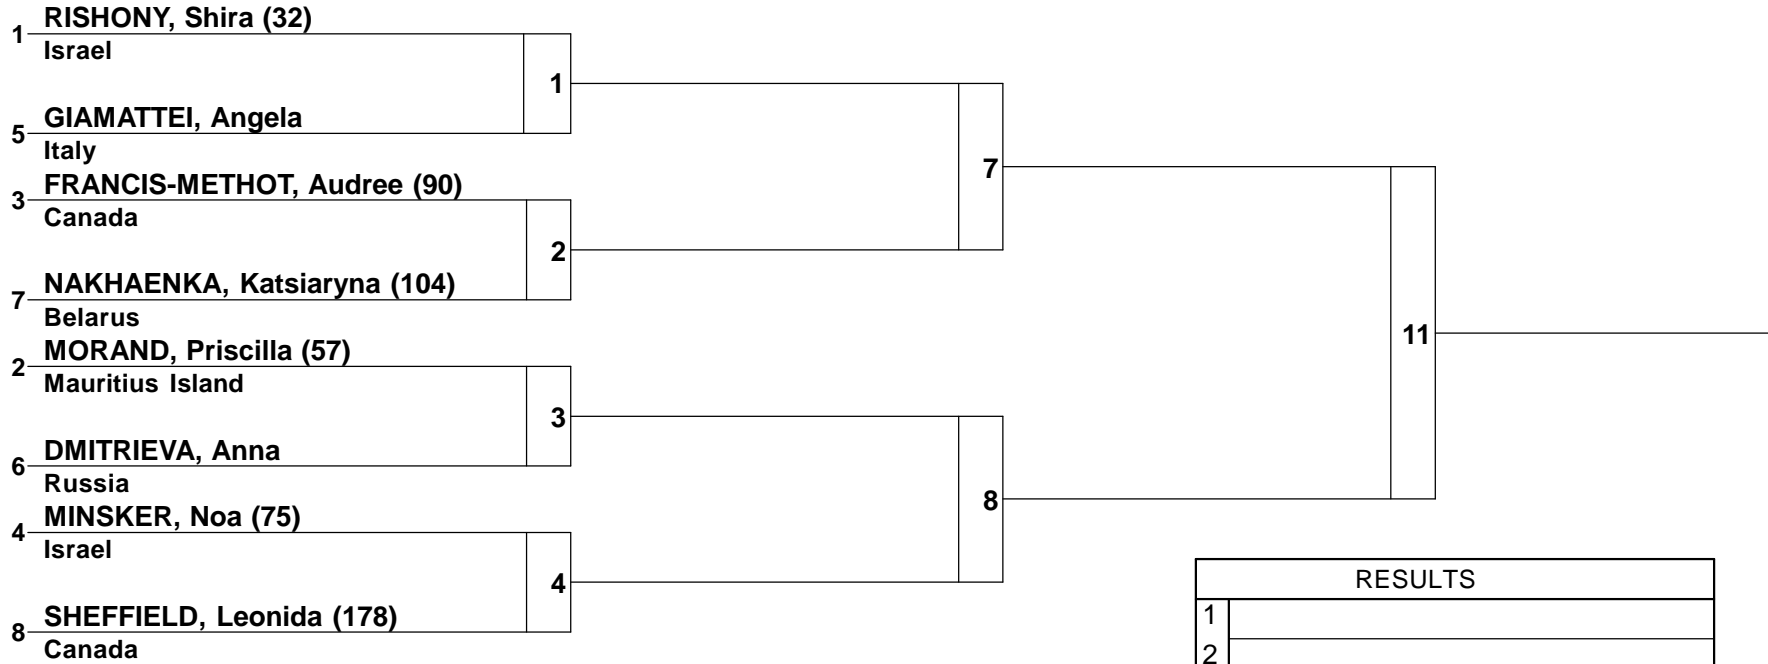 RISHONY, Shira (32)
1
Israel
1
GIAMATTEI, Angela
5
Italy
7
FRANCIS-METHOT, Audree (90)
3
Canada
2
NAKHAENKA, Katsiaryna (104)
7
Belarus
11
MORAND, Priscilla (57)
2
Mauritius Island
3
DMITRIEVA, Anna
6
Russia
8
MINSKER, Noa (75)
4
Israel
4
SHEFFIELD, Leonida (178)
8
Canada
RESULTS
1
2